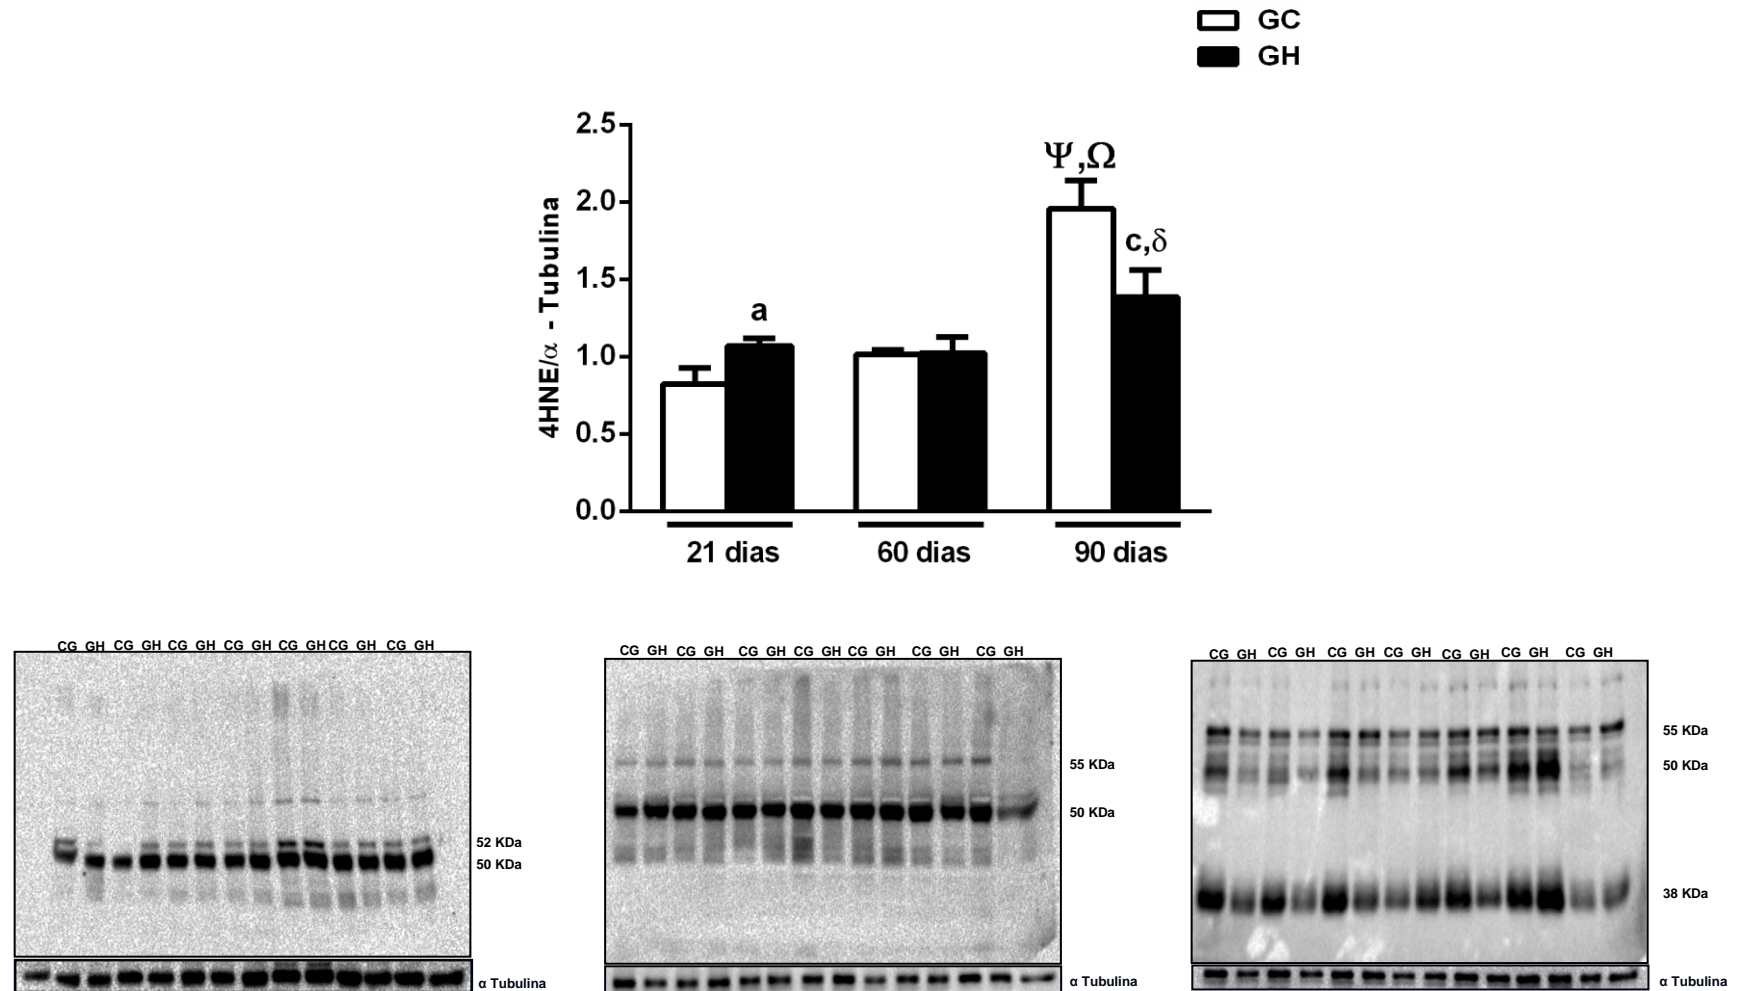 GC
GH
2.5
2.0
1.5
1.0
0.5
0.0
4HNE/α - Tubulina
a
Ψ,Ω
c,δ
21 dias
60 dias
90 dias
CG GH CG GH CG GH CG GH CG GH CG GH CG GH
52 KDa
50 KDa
α Tubulina
CG GH CG GH CG GH CG GH CG GH CG GH CG GH
55 KDa
50 KDa
α Tubulina
CG GH CG GH CG GH CG GH CG GH CG GH CG GH
55 KDa
50 KDa
38 KDa
α Tubulina